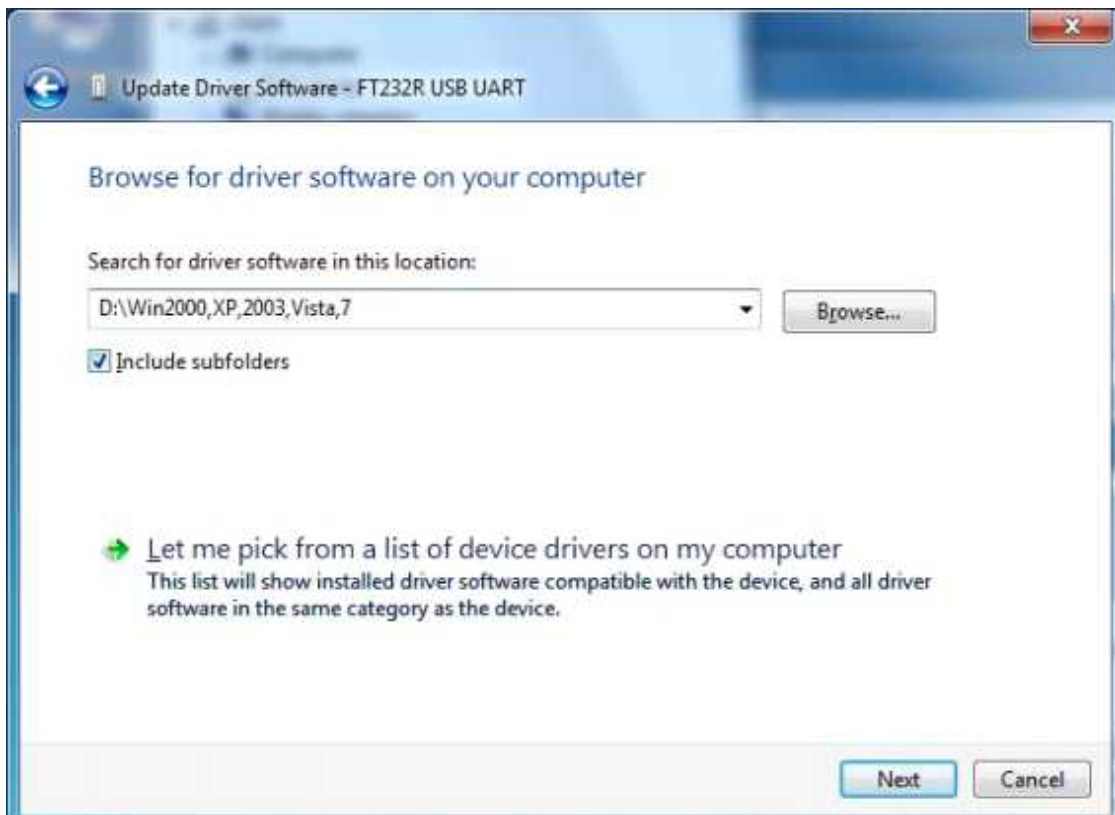 Update Driver Software - FT232R USB UART
Browse for driver software on your computer
Search for driver software in this location:
D:\Win2000,XP,2003,Vista,7
Browse...
Include subfolders
Let me pick from a list of device drivers on my computer
This list will show installed driver software compatible with the device, and all driver
software in the same category as the device.
Next
Cancel